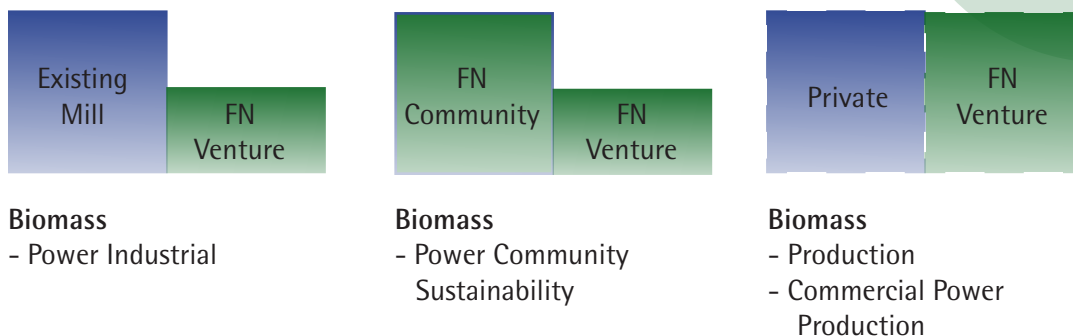 Existing
Mill
FN
Venture
Biomass
- Power Industrial
FN
Community
FN
Venture
Biomass
- Power Community
Sustainability
Private
FN
Venture
Biomass
- Production
- Commercial Power
Production